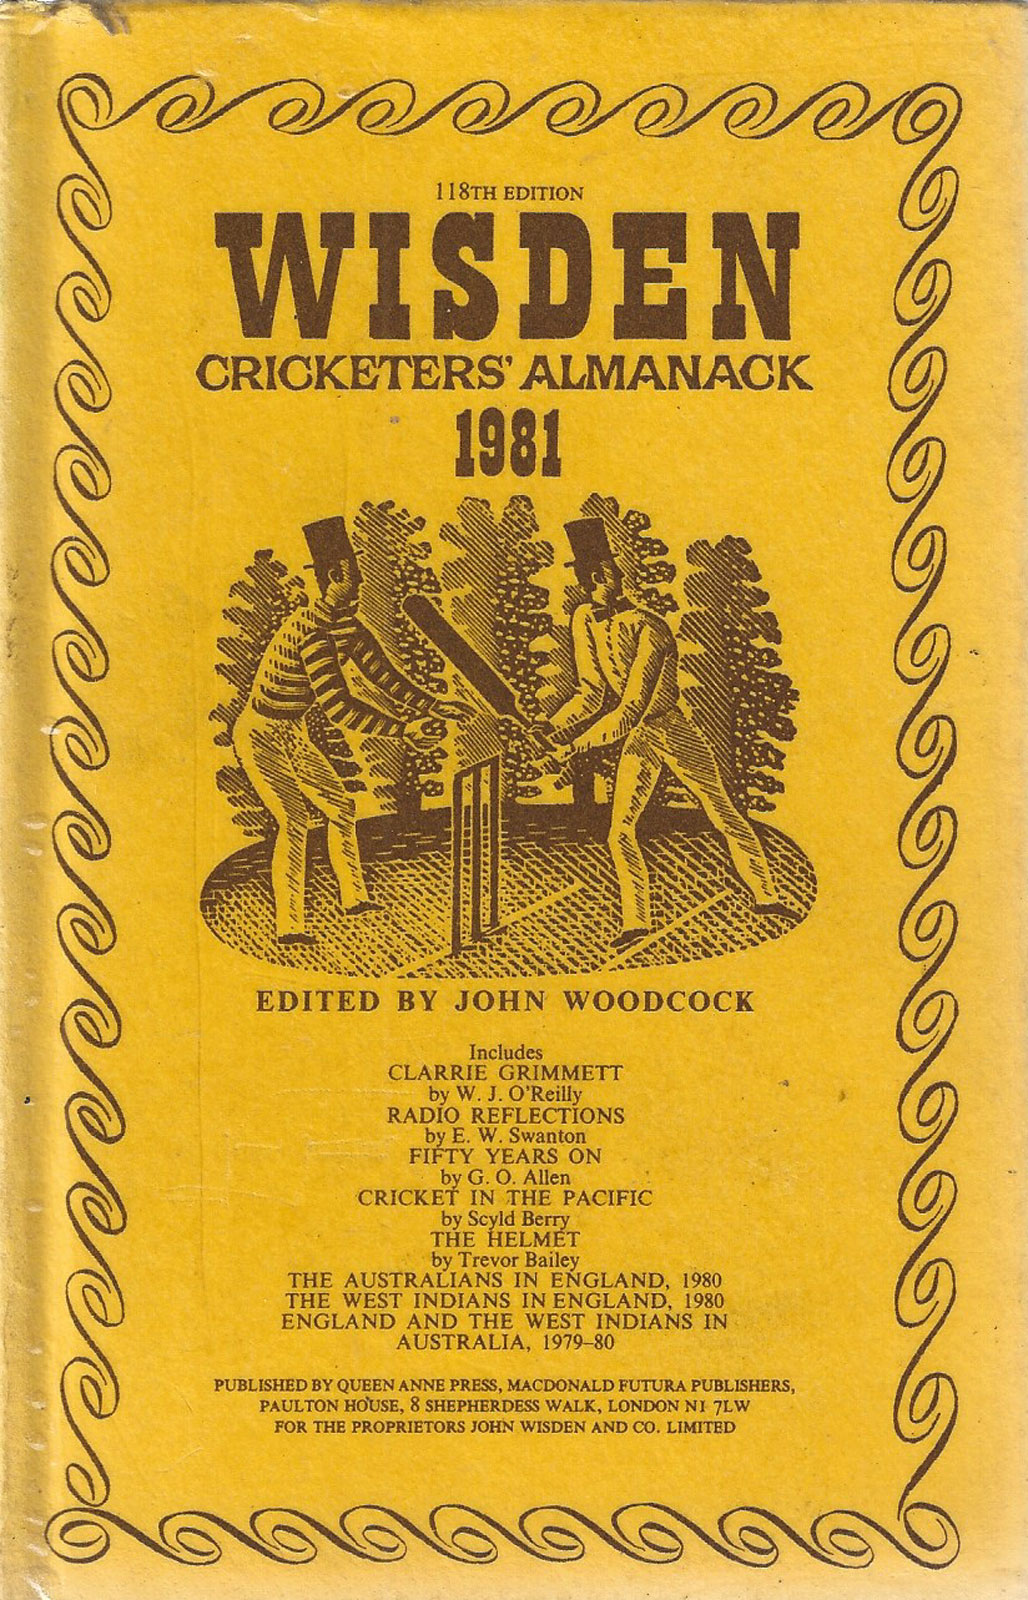 118TH EDITION
WISDEN
CRICKETERS' ALMANACK
1981
EDITED BY JOHN WOODCOCK
Includes
CLARRIE GRIMMETT
by W. J. O'Reilly
RADIO REFLECTIONS
by E. W. Swanton
FIFTY YEARS ON
by G. O. Allen
CRICKET IN THE PACIFIC
by Scyld Berry
THE HELMET
by Trevor Bailey
THE AUSTRALIANS IN ENGLAND, 1980
THE WEST INDIANS IN ENGLAND, 1980
ENGLAND AND THE WEST INDIANS IN
AUSTRALIA, 1979–80
PUBLISHED BY QUEEN ANNE PRESS, MACDONALD FUTURA PUBLISHERS,
PAULTON HOUSE, 8 SHEPHERDESS WALK, LONDON N1 7LW
FOR THE PROPRIETORS JOHN WISDEN AND CO. LIMITED